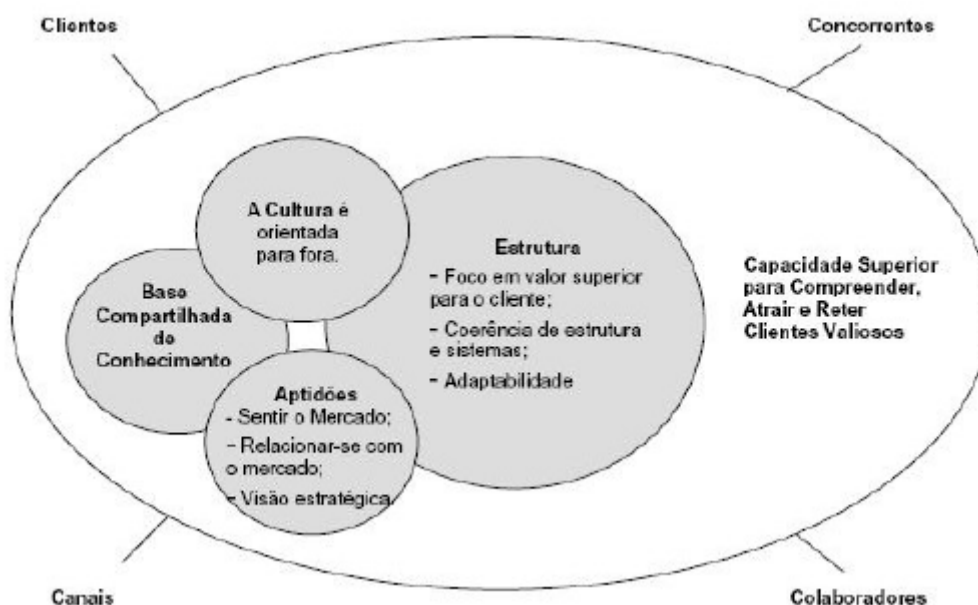 Clientes
Concorrentes
A Cultura é
orientada
para fora.
Base
Compartilhada
de
Conhecimento
Aptidões
- Sentir o Mercado;
- Relacionar-se com
o mercado;
- Visão estratégica.
Estrutura
- Foco em valor superior
para o cliente;
- Coerência de estrutura
e sistemas;
- Adaptabilidade
Capacidade Superior
para Compreender,
Atrair e Reter
Clientes Valiosos
Canais
Colaboradores